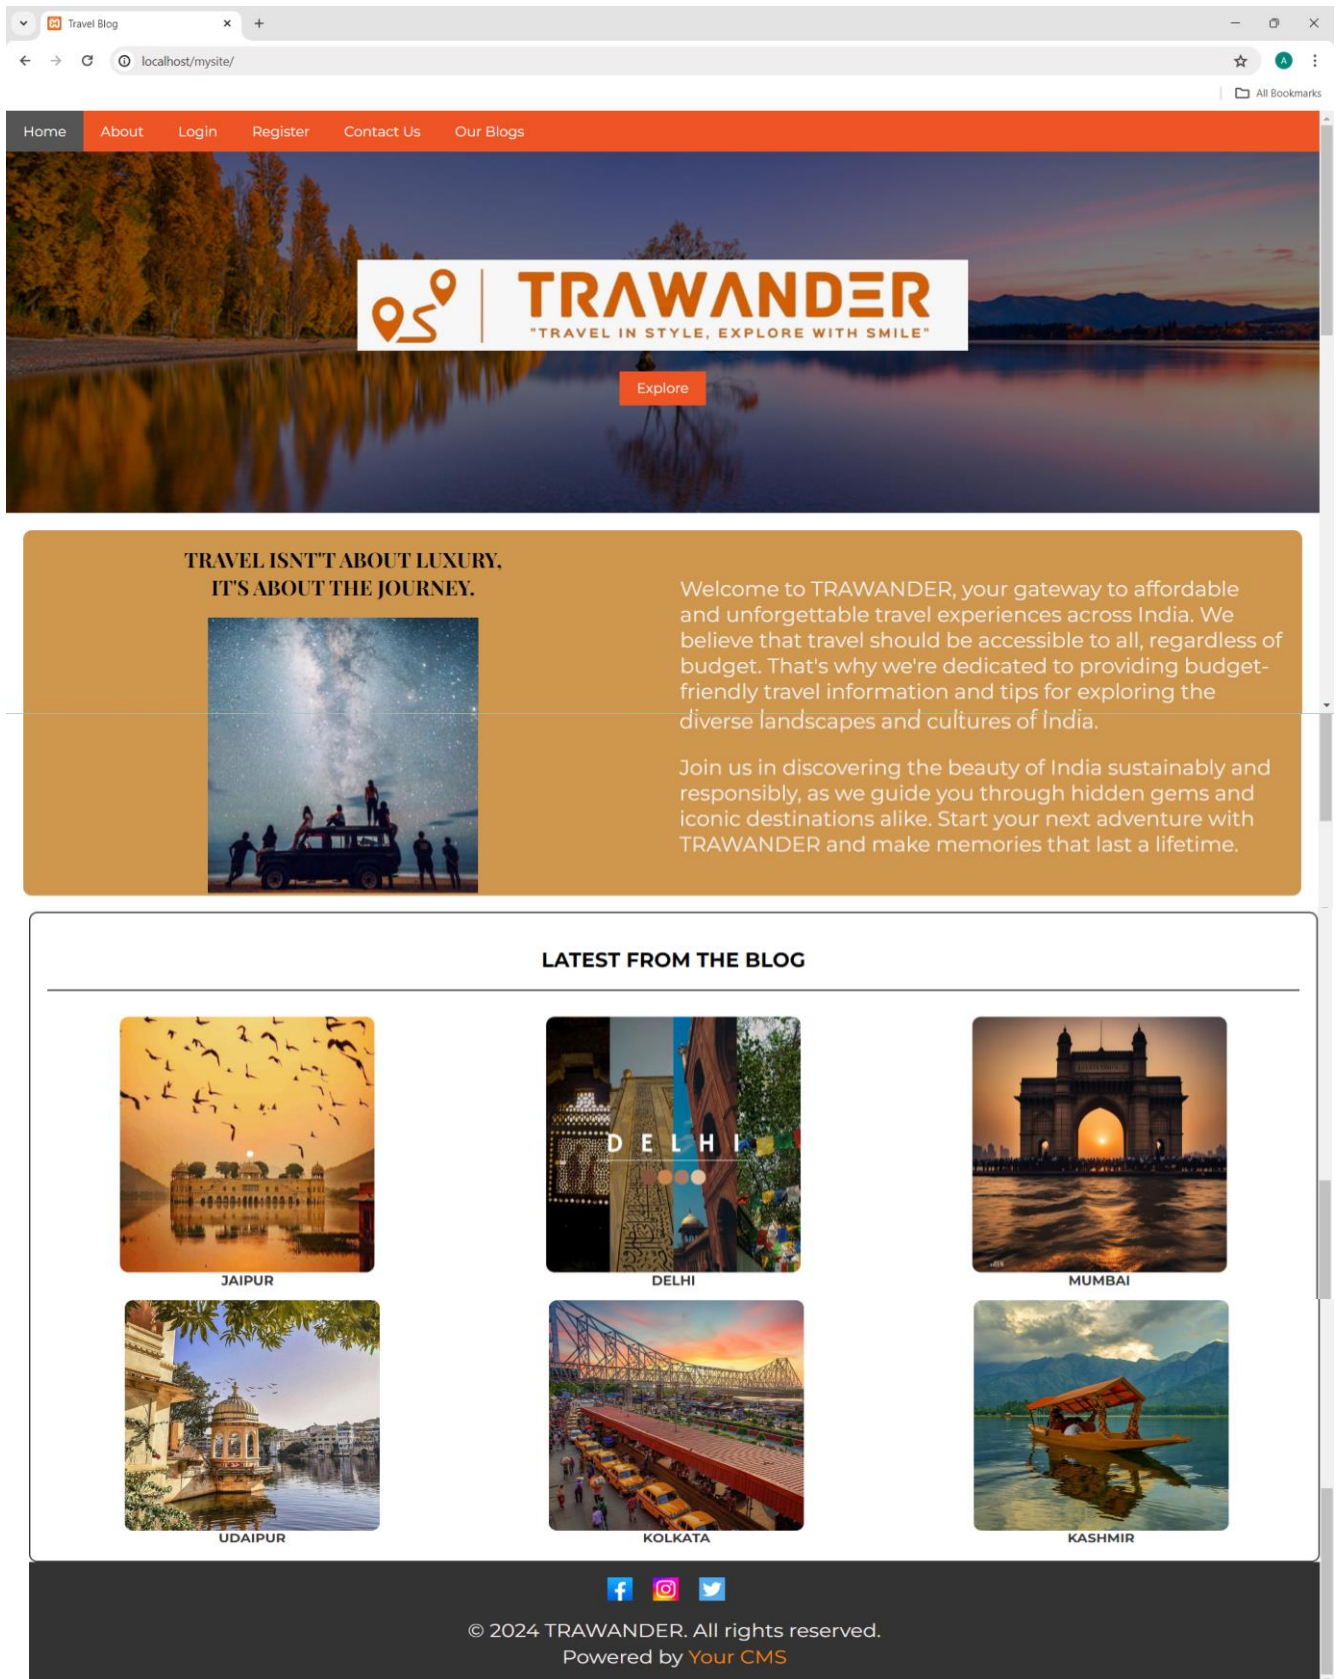 Travel Blog
localhost/mysite/
A
All Bookmarks
Home About Login Register Contact Us Our Blogs
TRAWANDER
"TRAVEL IN STYLE, EXPLORE WITH SMILE"
Explore
TRAVEL ISNT'T ABOUT LUXURY,
IT'S ABOUT THE JOURNEY.
Welcome to TRAWANDER, your gateway to affordable
and unforgettable travel experiences across India. We
believe that travel should be accessible to all, regardless of
budget. That's why we're dedicated to providing budget-
friendly travel information and tips for exploring the
diverse landscapes and cultures of India.
Join us in discovering the beauty of India sustainably and
responsibly, as we guide you through hidden gems and
iconic destinations alike. Start your next adventure with
TRAWANDER and make memories that last a lifetime.
LATEST FROM THE BLOG
DELHI
JAIPUR DELHI MUMBAI
UDAIPUR KOLKATA KASHMIR
© 2024 TRAWANDER. All rights reserved.
Powered by Your CMS